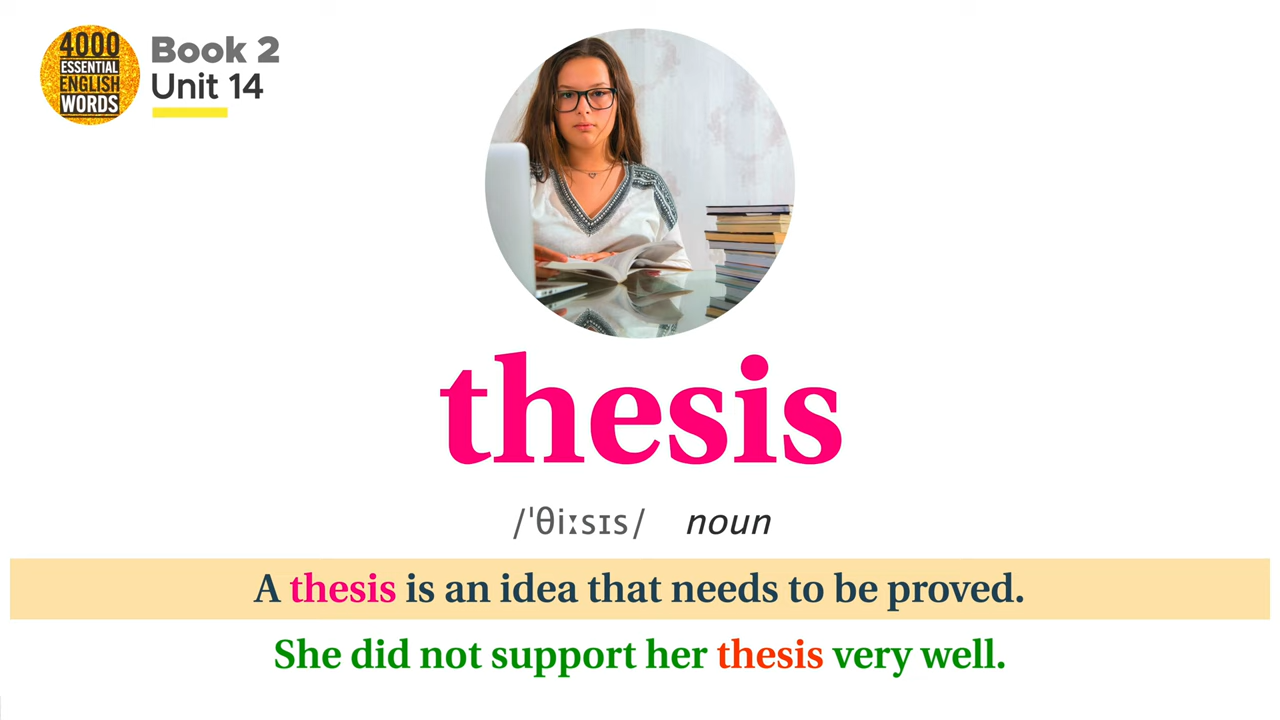 4000
ESSENTIAL
ENGLISH
WORDS
Book 2
Unit 14
thesis
/ˈθiːsɪs/ noun
A thesis is an idea that needs to be proved.
She did not support her thesis very well.